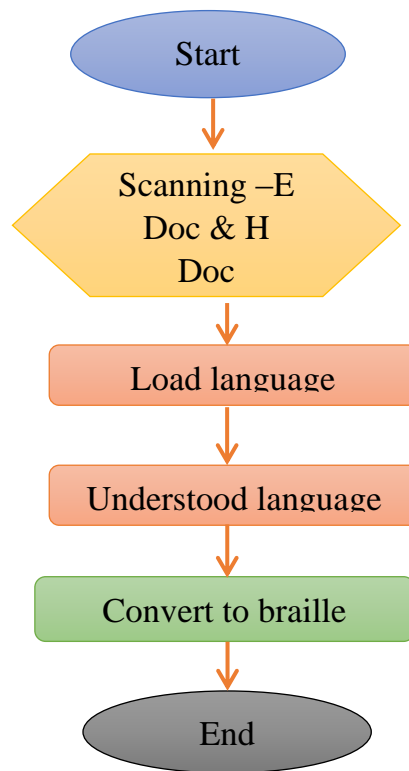 Start
Scanning –E
Doc & H
Doc
Load language
Understood language
Convert to braille
End